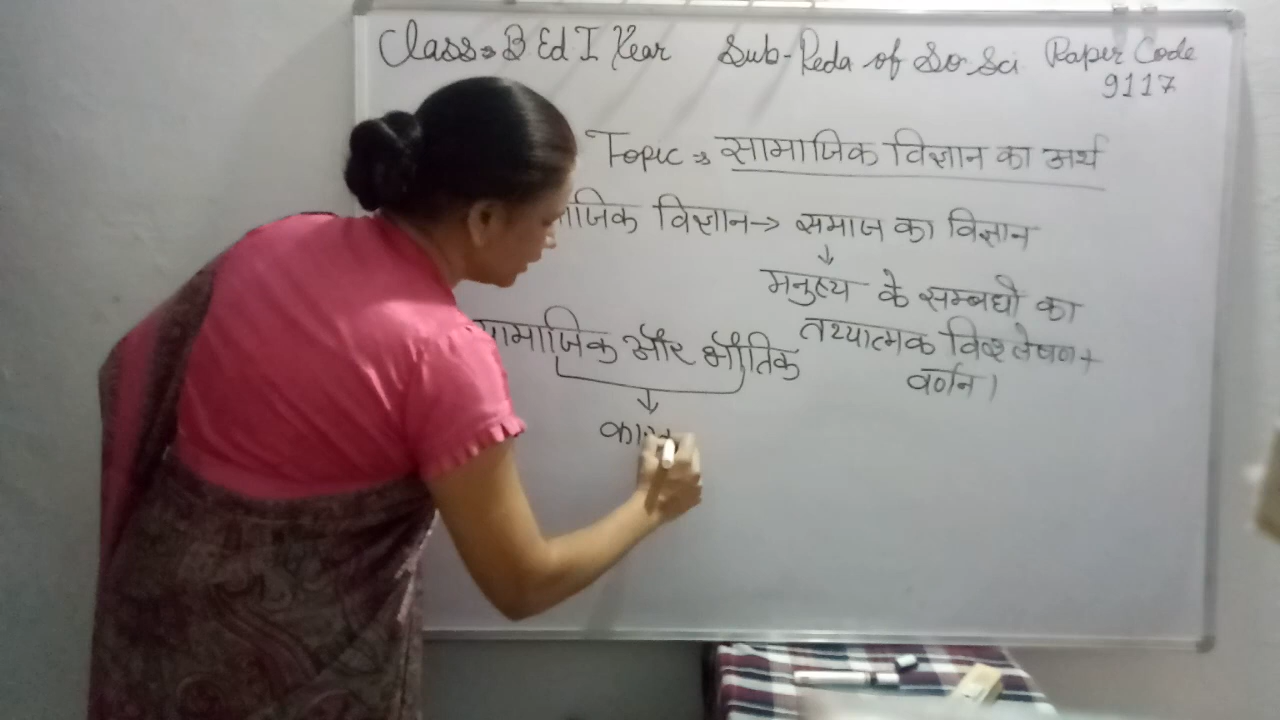 Class→ B Ed I Year Sub-Peda of So Sci Paper Code
9117
Topic → सामाजिक विज्ञान का अर्थ
विज्ञान → समाज का विज्ञान
↓
मनुष्य के सम्बधों का
सामाजिक और भौतिक तथ्यात्मक विश्लेषण +
वर्णन।
↓